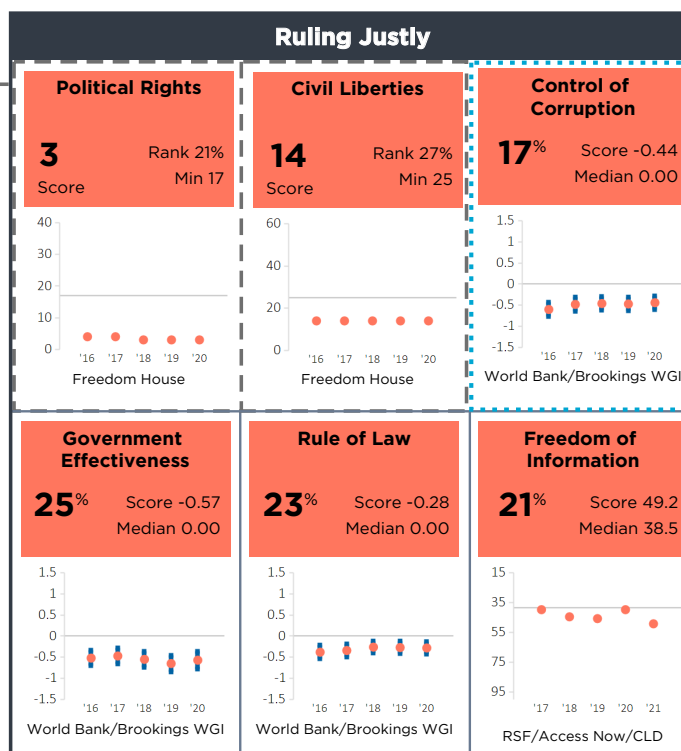 Ruling Justly
Political Rights
3
Score
Rank 21%
Min 17
40
30
20
10
0
'16 '17 '18 '19 '20
Freedom House
Civil Liberties
14
Score
Rank 27%
Min 25
60
40
20
0
'16 '17 '18 '19 '20
Freedom House
Control of
Corruption
17%
Score -0.44
Median 0.00
1.5
1
0.5
0
-0.5
-1
-1.5
'16 '17 '18 '19 '20
World Bank/Brookings WGI
Government
Effectiveness
25%
Score -0.57
Median 0.00
1.5
1
0.5
0
-0.5
-1
-1.5
'16 '17 '18 '19 '20
World Bank/Brookings WGI
Rule of Law
23%
Score -0.28
Median 0.00
1.5
1
0.5
0
-0.5
-1
-1.5
'16 '17 '18 '19 '20
World Bank/Brookings WGI
Freedom of
Information
21%
Score 49.2
Median 38.5
15
35
55
95
'17 '18 '19 '20 '21
RSF/Access Now/CLD